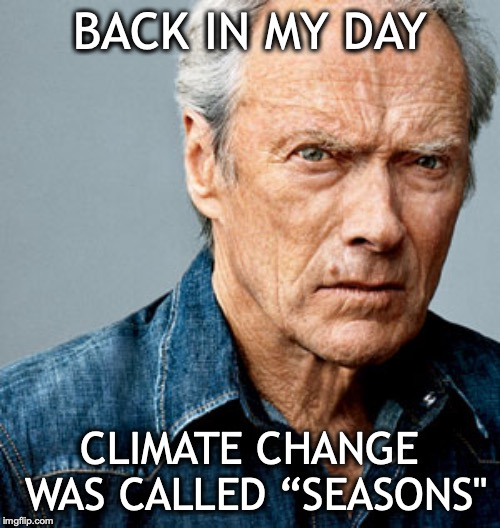 BACK IN MY DAY
CLIMATE CHANGE
WAS CALLED “SEASONS"
imgflip.com